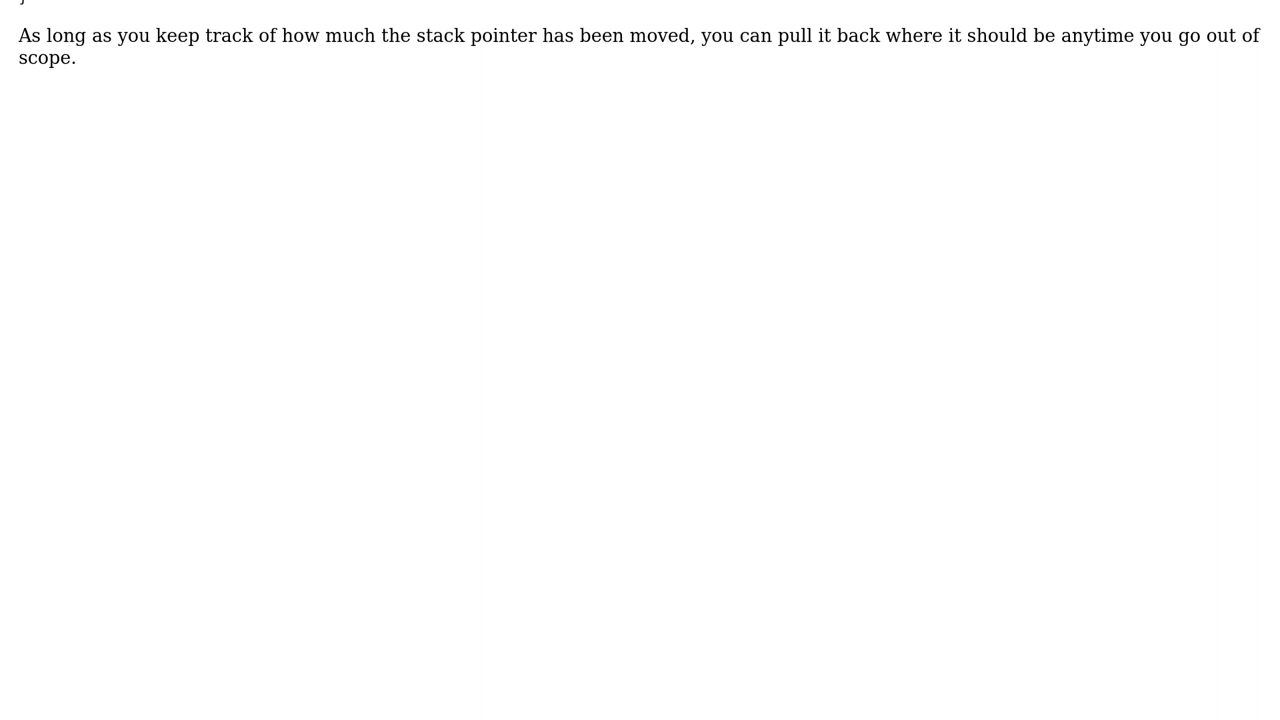 As long as you keep track of how much the stack pointer has been moved, you can pull it back where it should be anytime you go out of
scope.